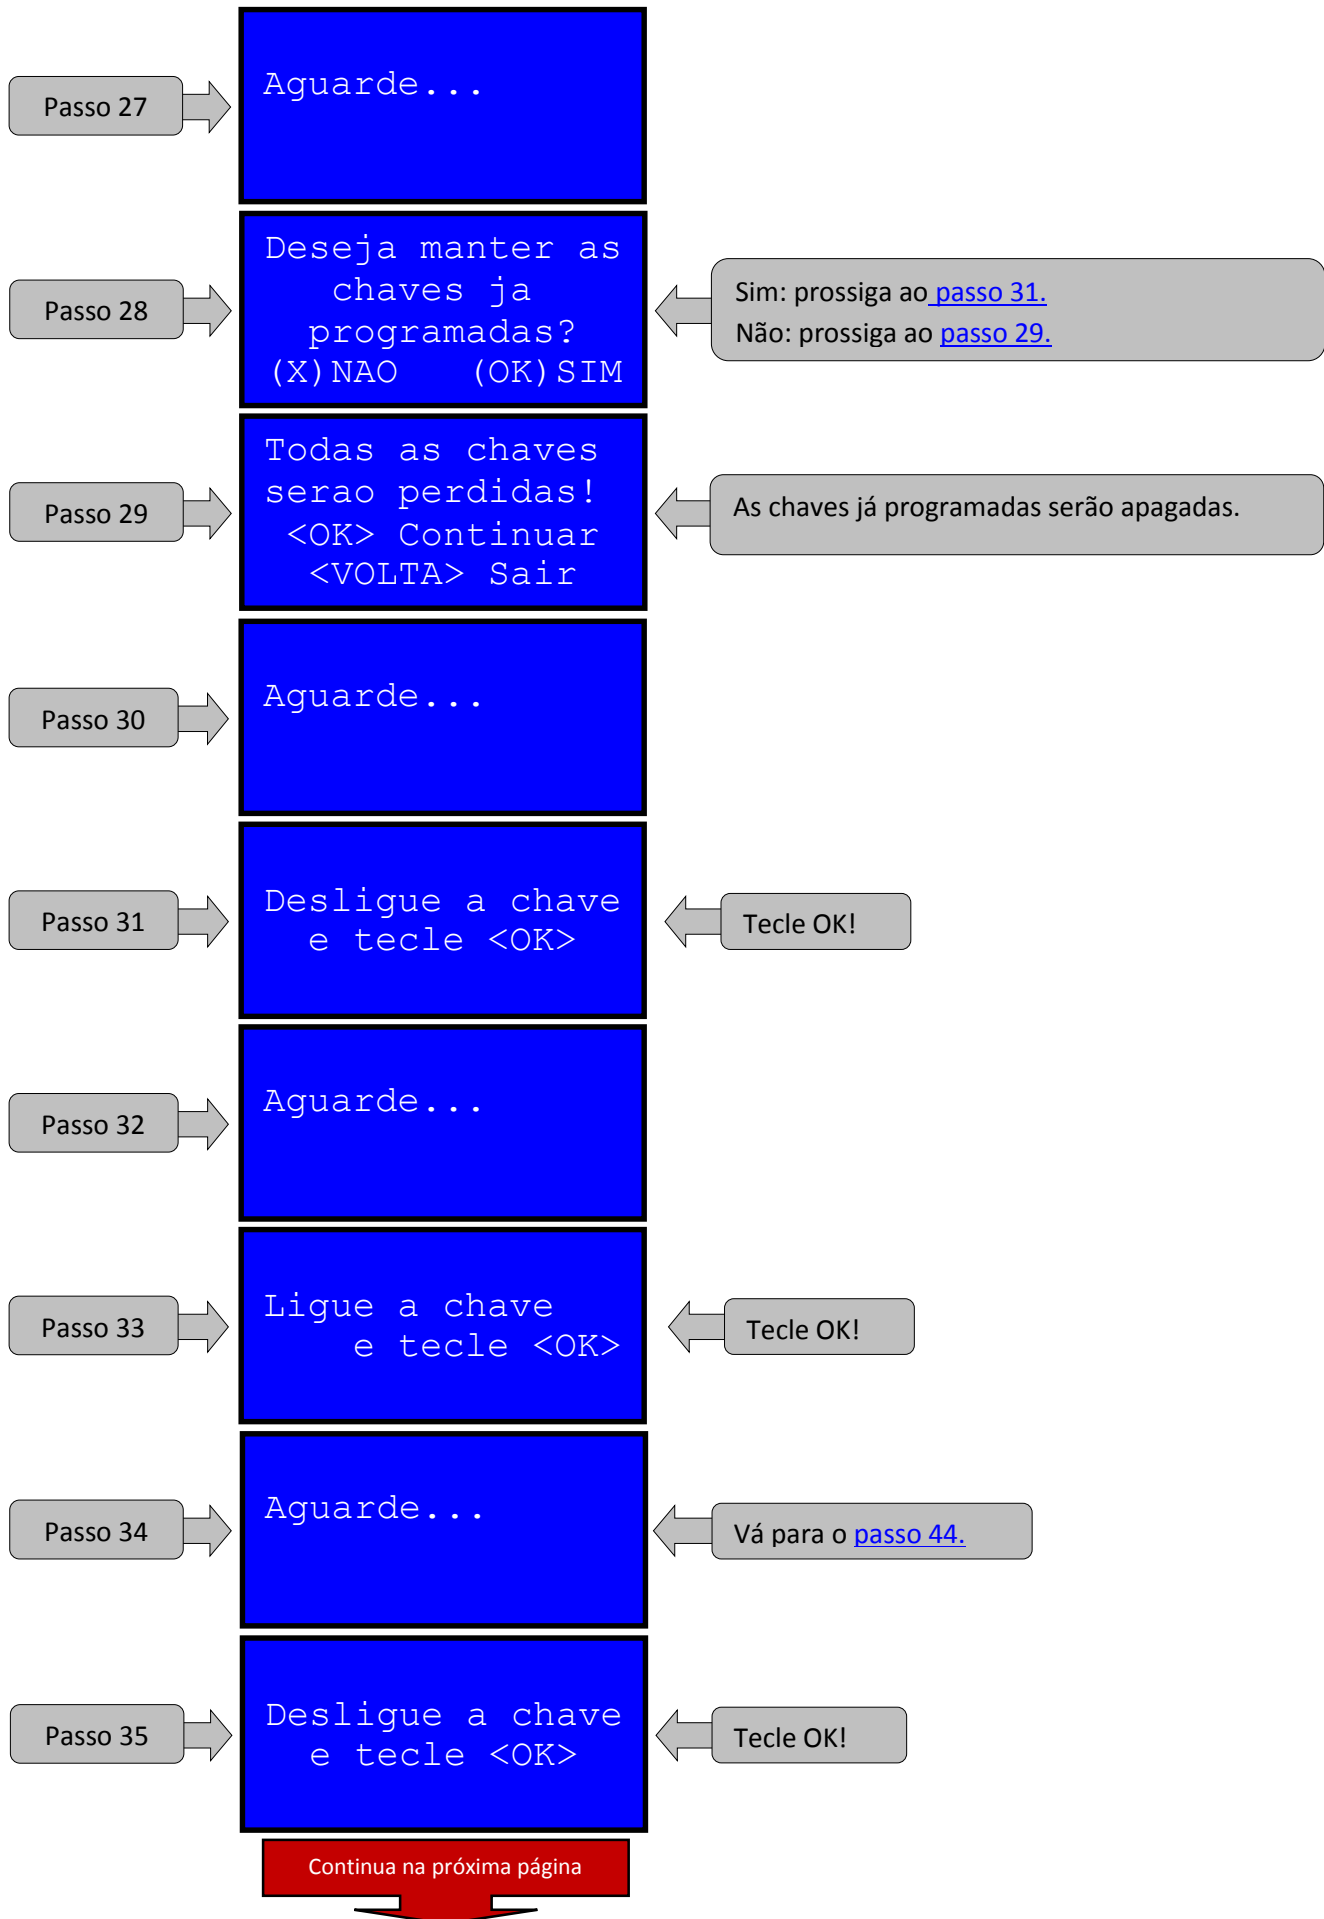 Passo 27
Aguarde...
Passo 28
Deseja manter as
chaves ja
programadas?
(X)NAO (OK)SIM
Sim: prossiga ao passo 31.
Não: prossiga ao passo 29.
Passo 29
Todas as chaves
serao perdidas!
<OK> Continuar
<VOLTA> Sair
As chaves já programadas serão apagadas.
Passo 30
Aguarde...
Passo 31
Desligue a chave
e tecle <OK>
Tecle OK!
Passo 32
Aguarde...
Passo 33
Ligue a chave
e tecle <OK>
Tecle OK!
Passo 34
Aguarde...
Vá para o passo 44.
Passo 35
Desligue a chave
e tecle <OK>
Tecle OK!
Continua na próxima página